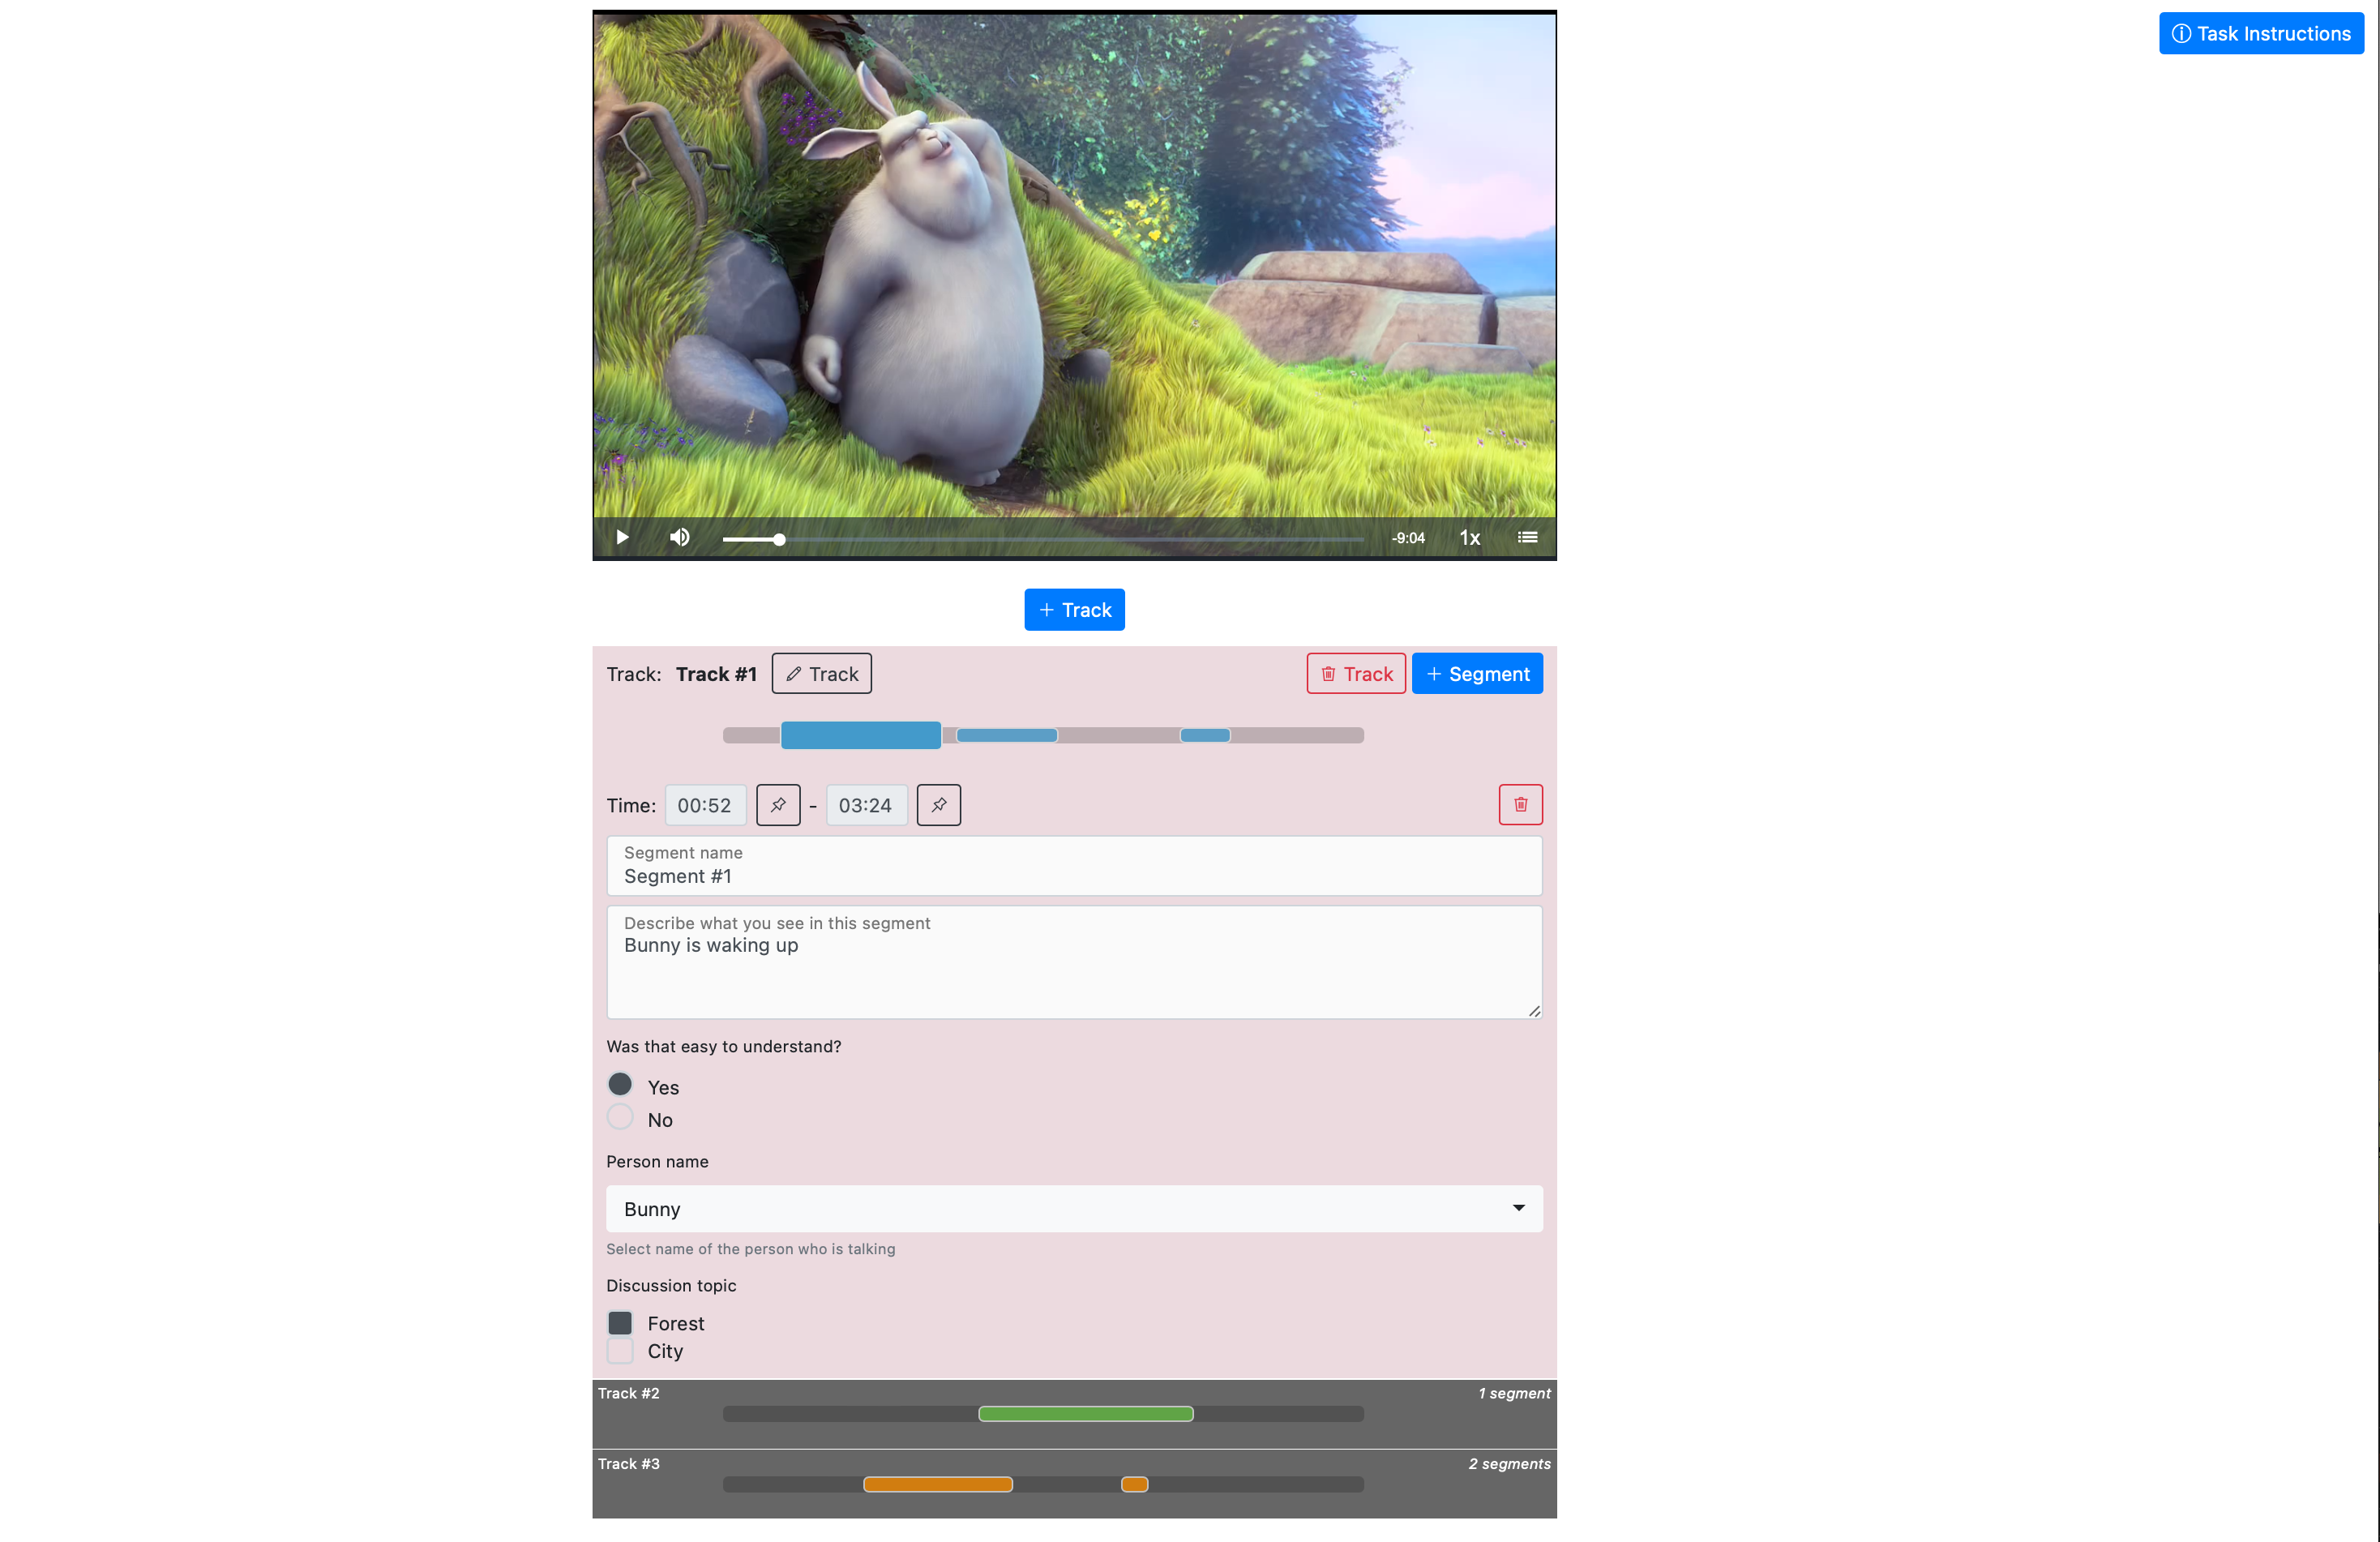 Task Instructions
-9:04 1x
+ Track
Track: Track #1 Track Track + Segment
Time: 00:52 - 03:24
Segment name
Segment #1
Describe what you see in this segment
Bunny is waking up
Was that easy to understand?
Yes
No
Person name
Bunny
Select name of the person who is talking
Discussion topic
Forest
City
Track #2 1 segment
Track #3 2 segments